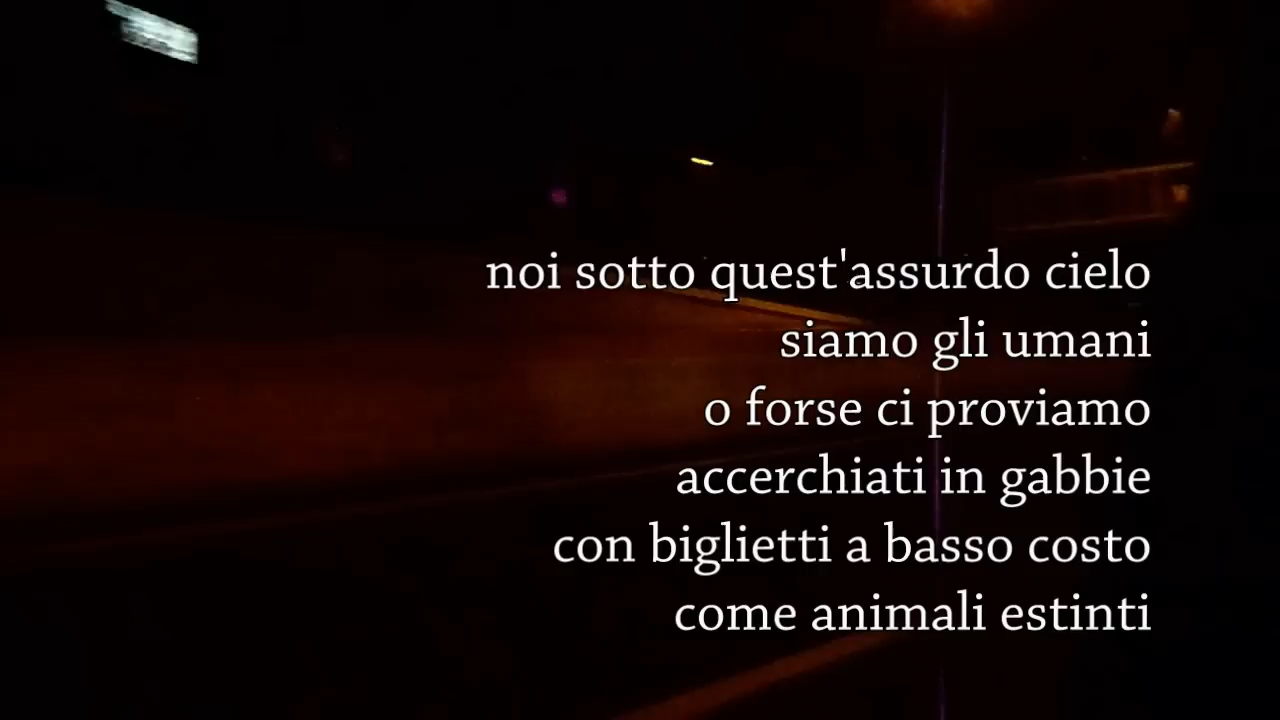 noi sotto quest'assurdo cielo
siamo gli umani
o forse ci proviamo
accerchiati in gabbie
con biglietti a basso costo
come animali estinti